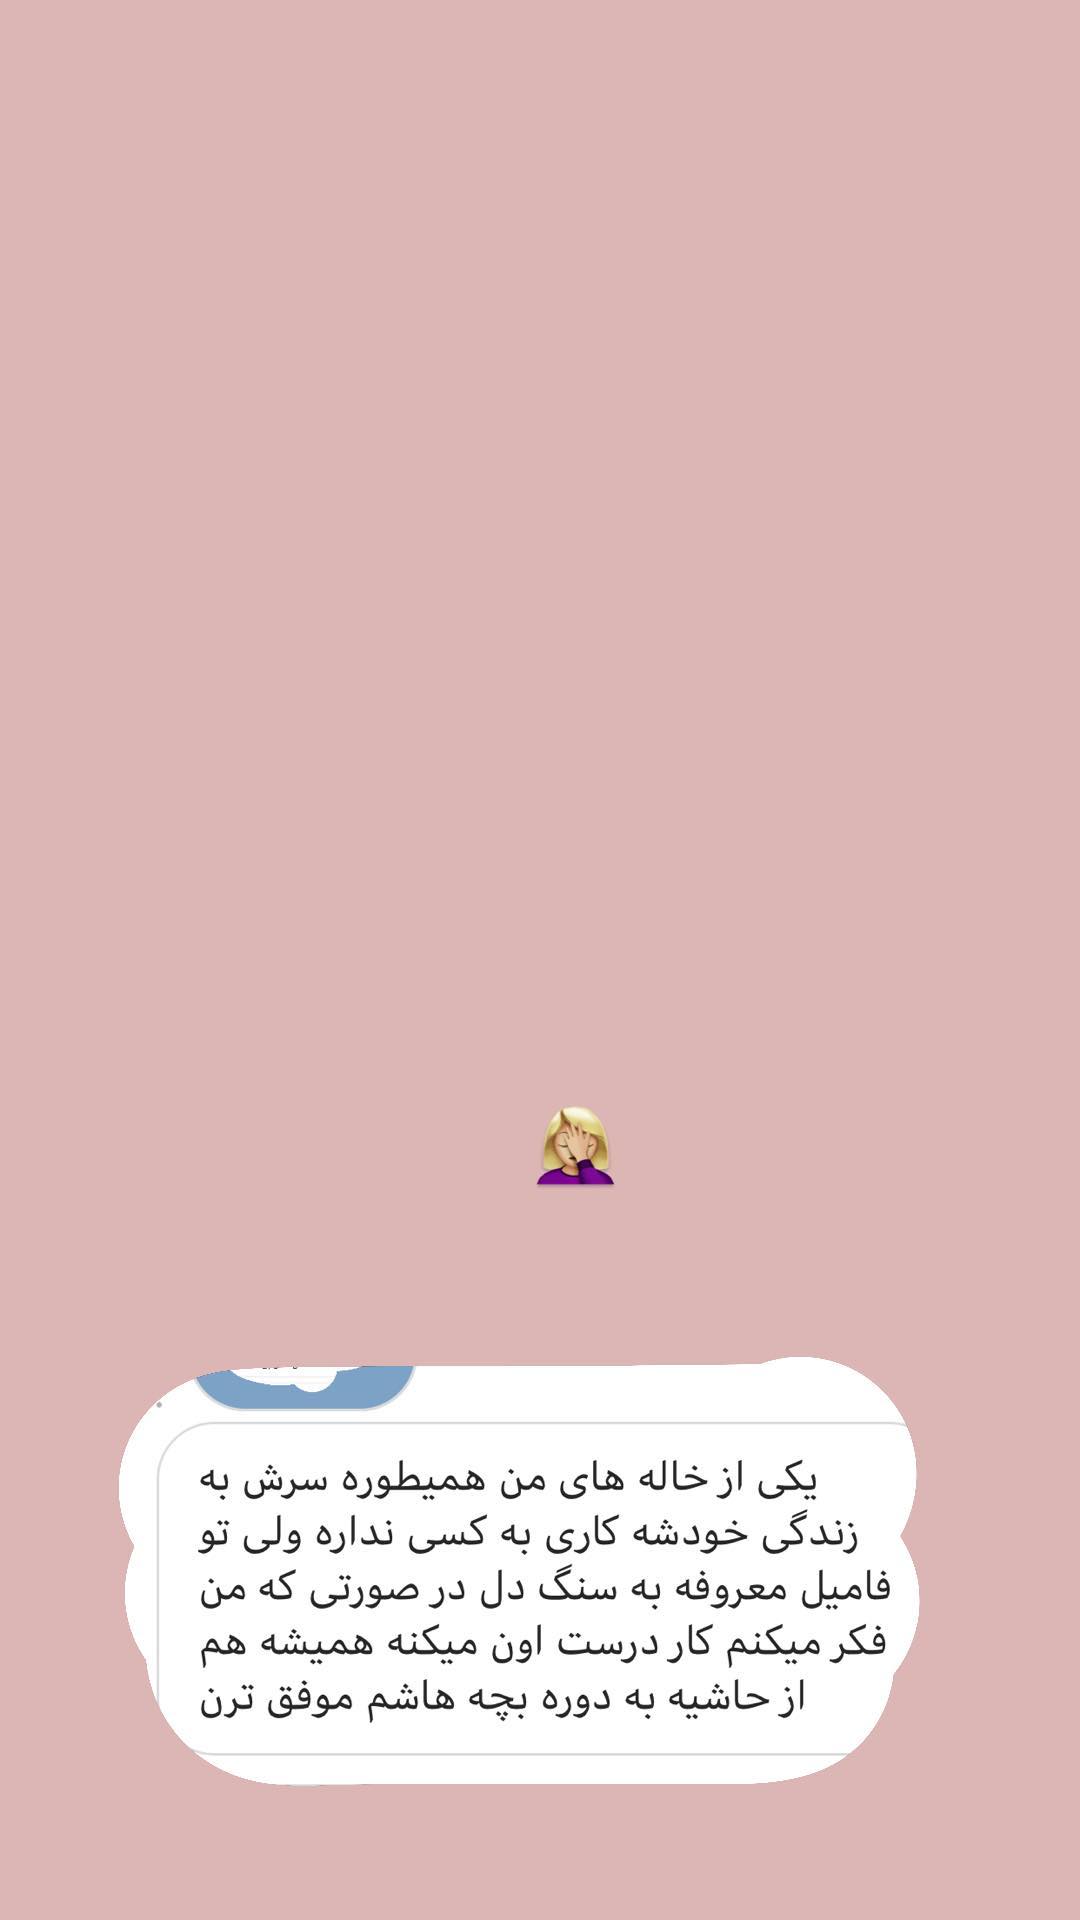 یکی از خاله های من همیطوره سرش به
زندگی خودشه کاری به کسی نداره ولی تو
فامیل معروفه به سنگ دل در صورتی که من
فکر میکنم کار درست اون میکنه همیشه هم
از حاشیه به دوره بچه هاشم موفق ترن